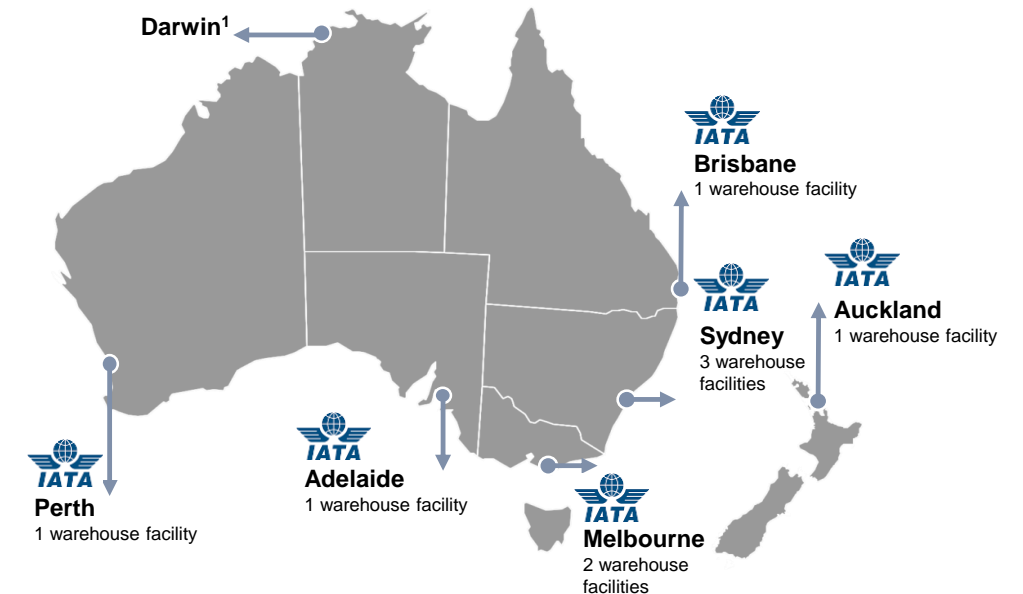 Darwin¹
IATA
Brisbane
1 warehouse facility
IATA
Auckland
1 warehouse facility
IATA
Sydney
3 warehouse
facilities
IATA
Perth
1 warehouse facility
IATA
Adelaide
1 warehouse facility
IATA
Melbourne
2 warehouse
facilities